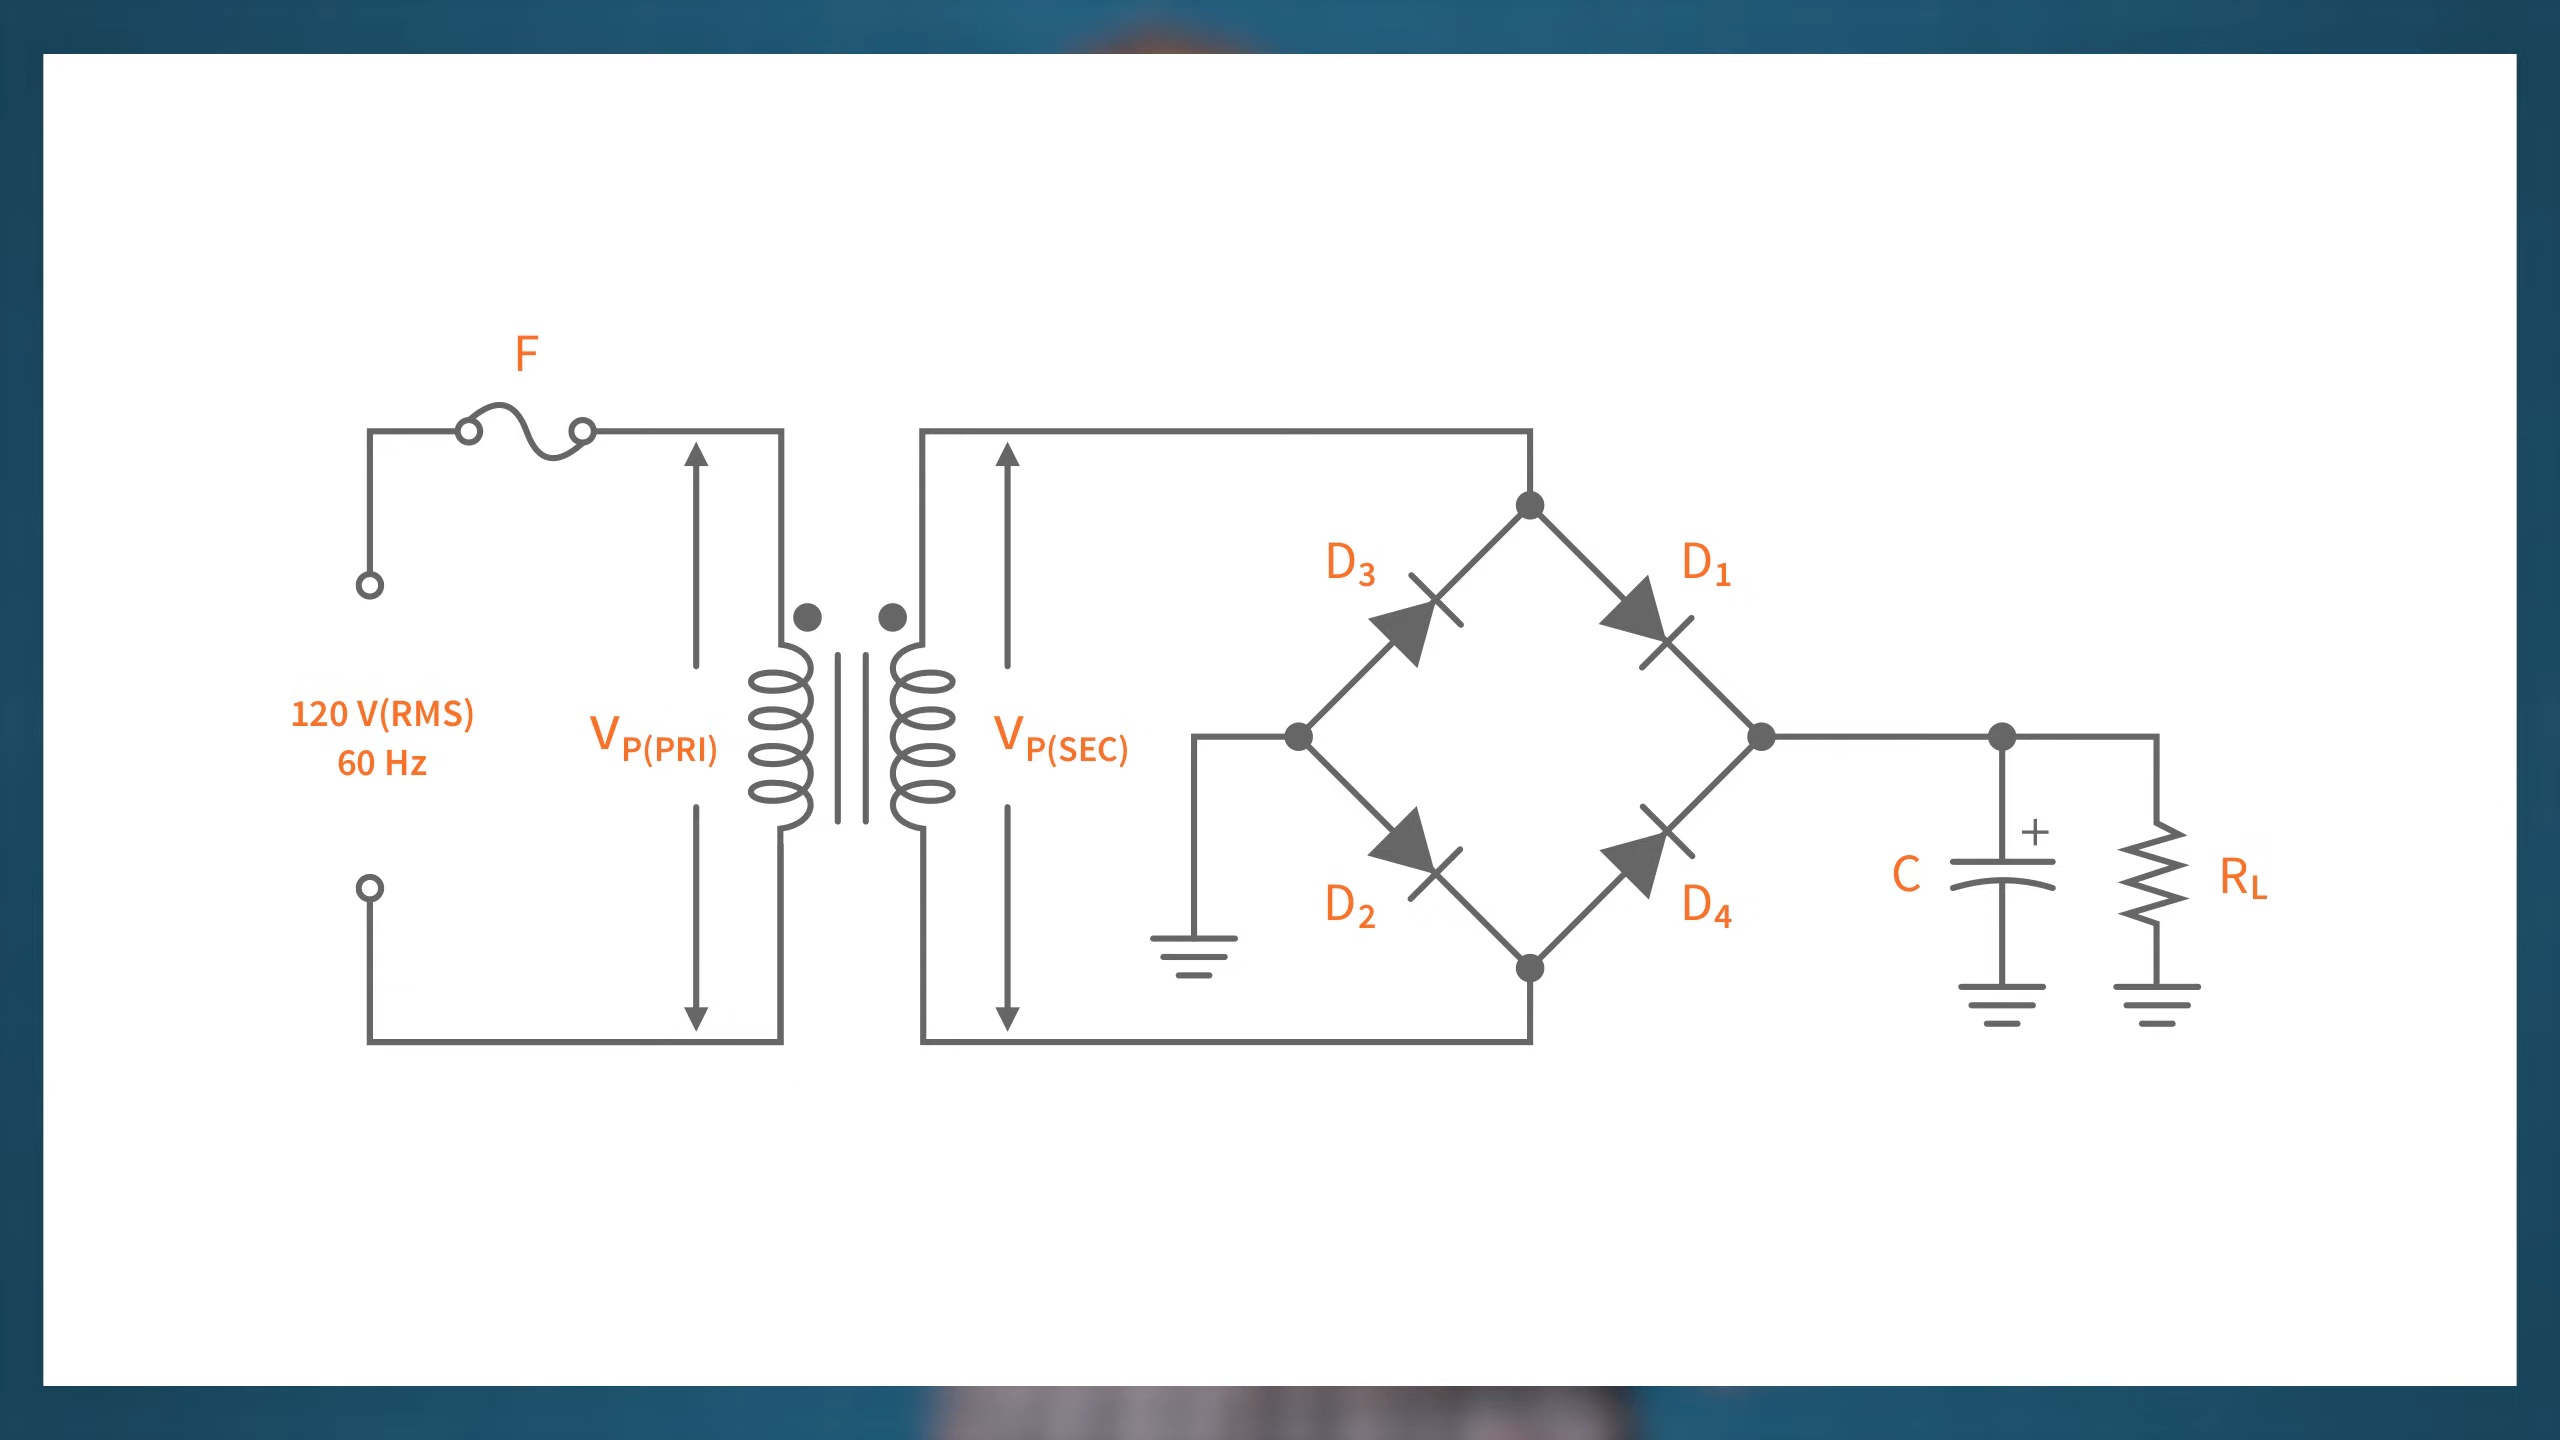 F
120 V(RMS)
60 Hz
VP(PRI)
VP(SEC)
D3
D1
D2
D4
+
C
RL